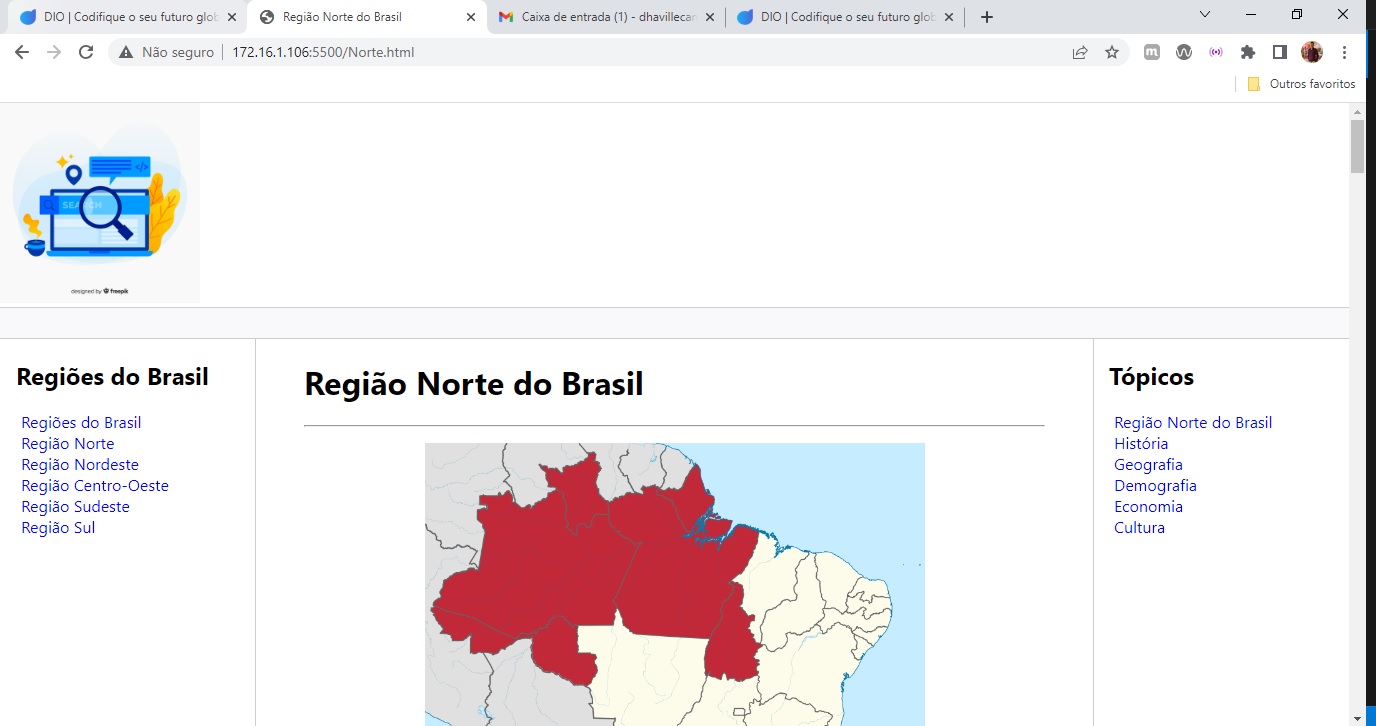 DIO | Codifique o seu futuro glob
Região Norte do Brasil
Caixa de entrada (1) - dhavillecar
DIO | Codifique o seu futuro glob
Não seguro
172.16.1.106:5500/Norte.html
Outros favoritos
</>
SEARCH
designed by freepik
Regiões do Brasil
Regiões do Brasil
Região Norte
Região Nordeste
Região Centro-Oeste
Região Sudeste
Região Sul
Região Norte do Brasil
Tópicos
Região Norte do Brasil
História
Geografia
Demografia
Economia
Cultura